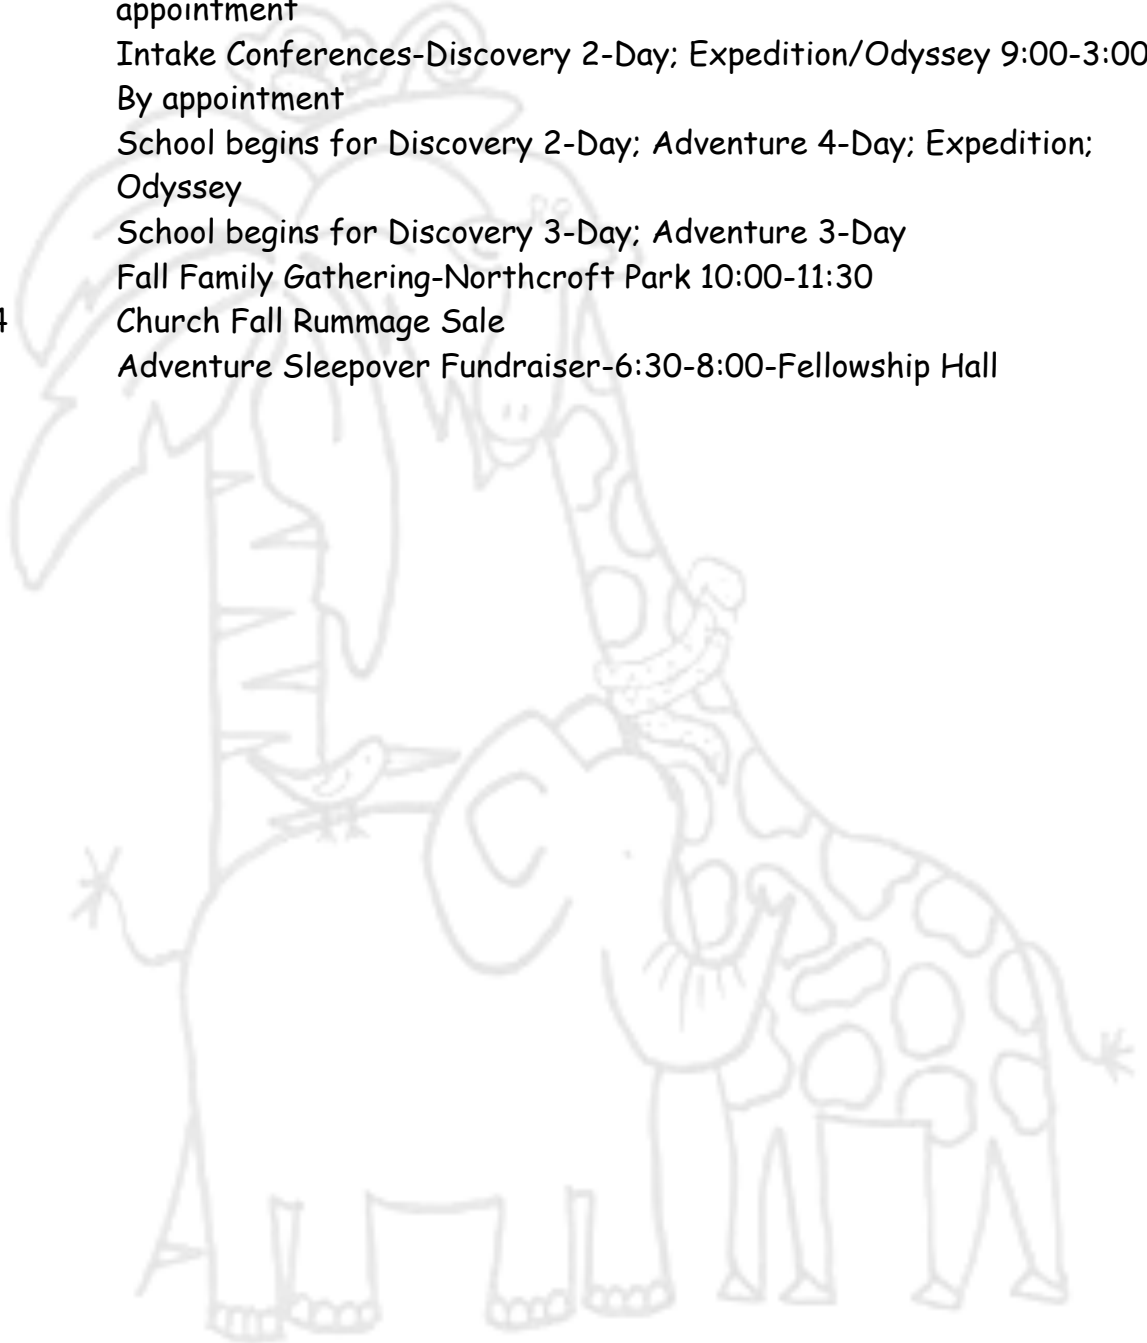 appointment
Intake Conferences-Discovery 2-Day; Expedition/Odyssey 9:00-3:00
By appointment
School begins for Discovery 2-Day; Adventure 4-Day; Expedition;
Odyssey
School begins for Discovery 3-Day; Adventure 3-Day
Fall Family Gathering-Northcroft Park 10:00-11:30
4 Church Fall Rummage Sale
Adventure Sleepover Fundraiser-6:30-8:00-Fellowship Hall